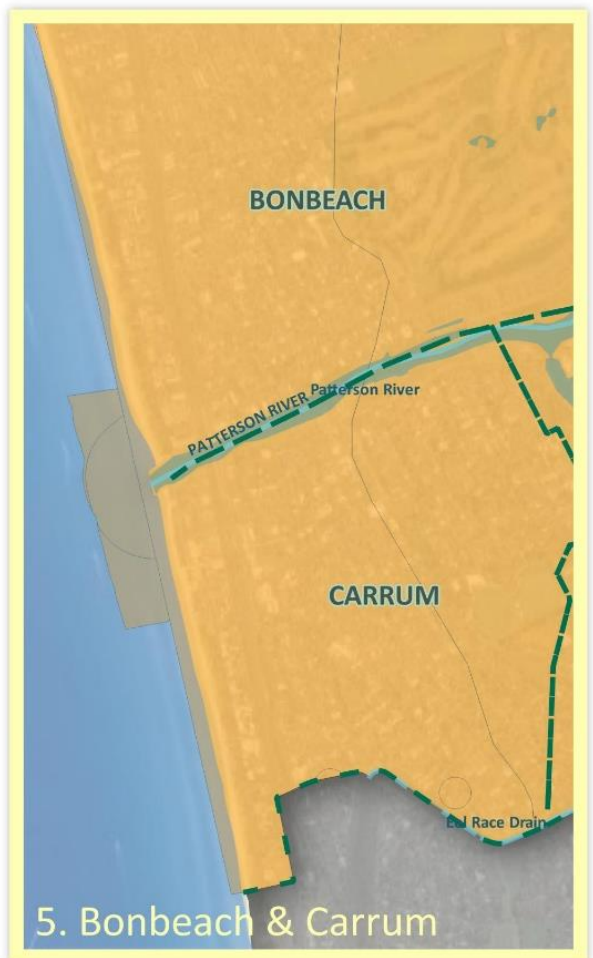 BONBEACH
Patterson River
PATTERSON RIVER
CARRUM
Eel Race Drain
5. Bonbeach & Carrum